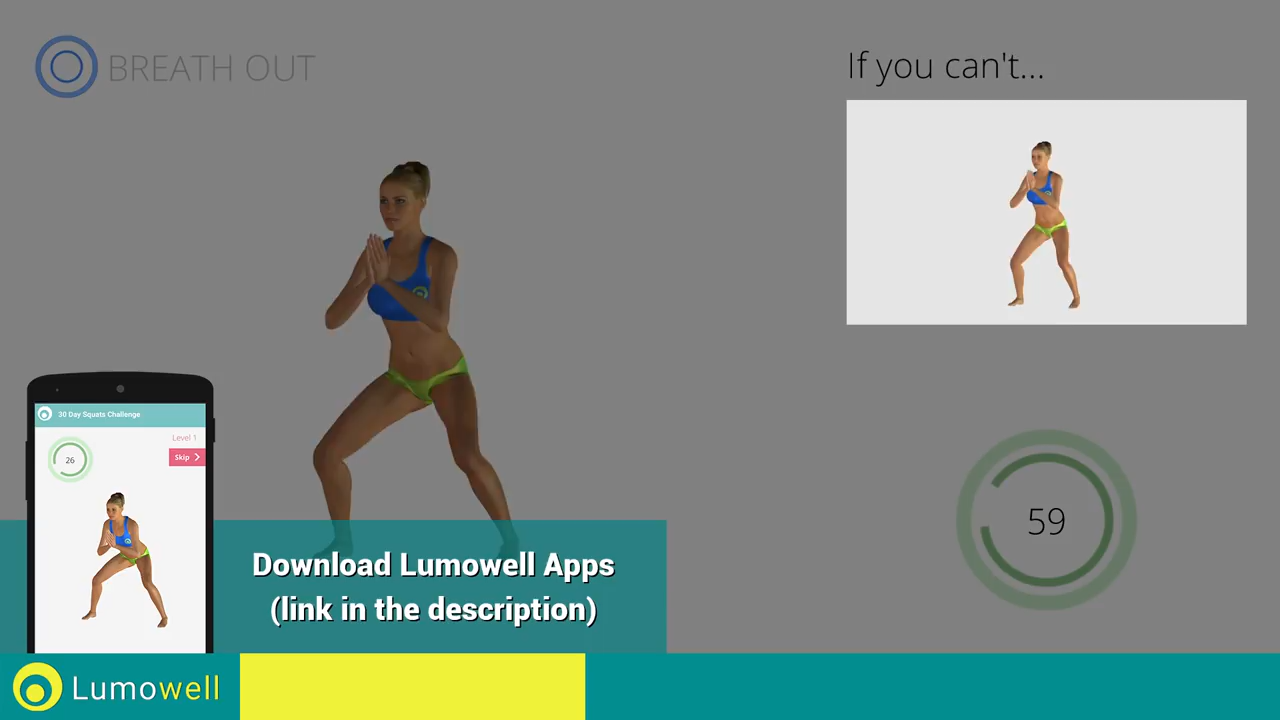 BREATH OUT
If you can't...
30 Day Squats Challenge
Level 1
26
Skip
59
Download Lumowell Apps
(link in the description)
Lumowell